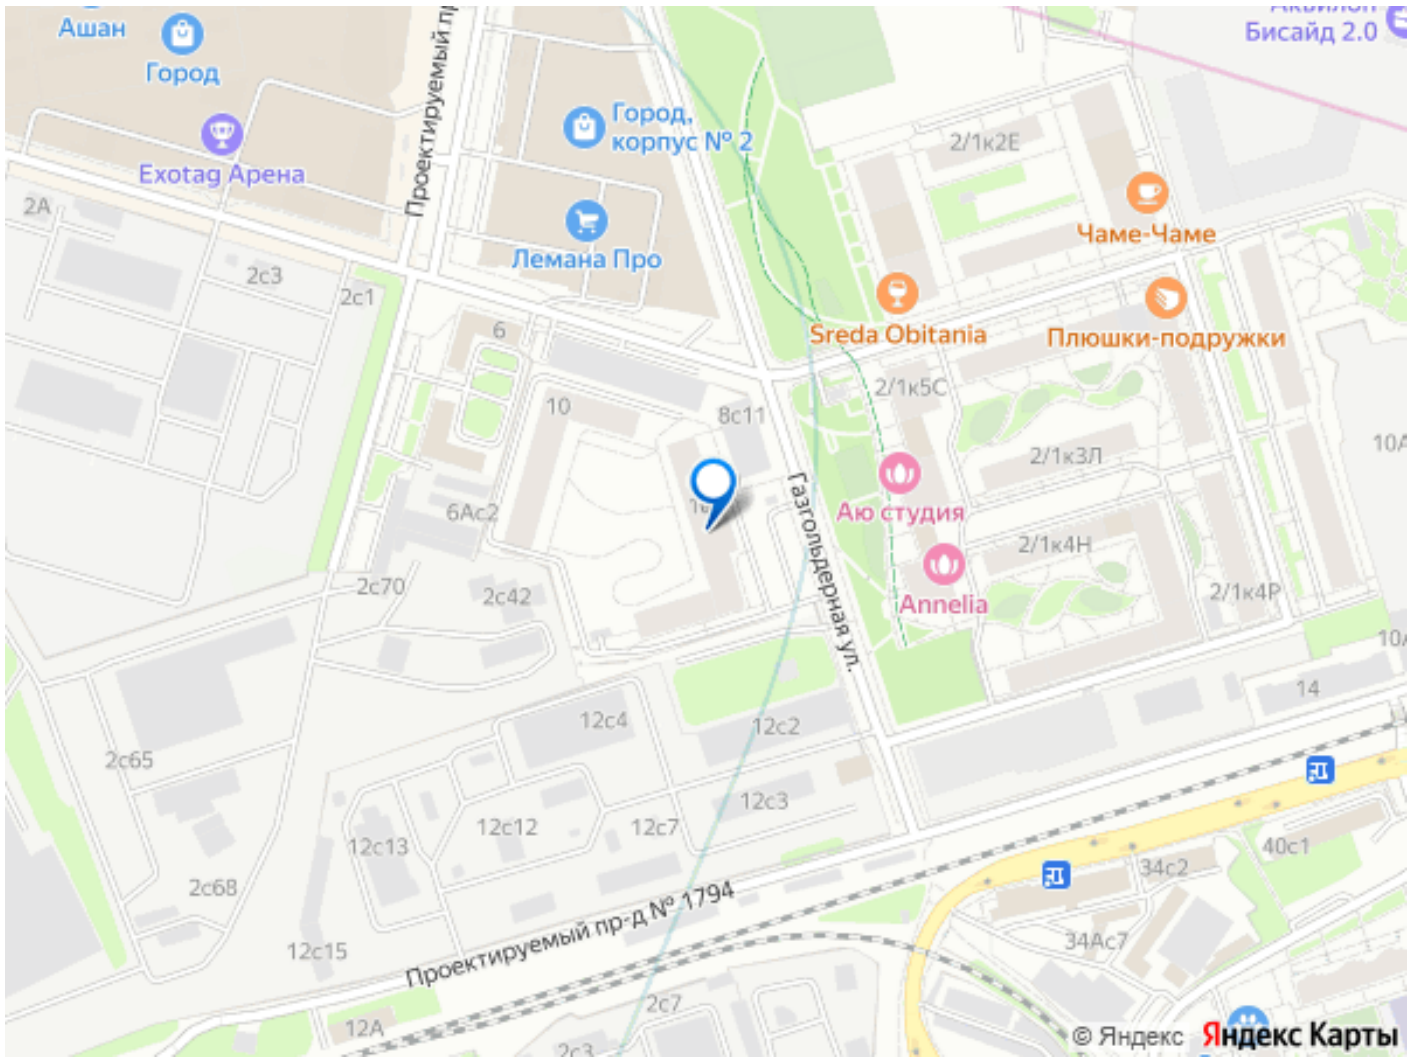 Ашан
Город
Exotag Арена
Проектируемый
Город,
корпус № 2
Лемана Про
Бисайд 2.0
2/1к2Е
Чаме-Чаме
Sreda Obitania
Плюшки-подружки
2А
2с3
2с1
6
10
8с11
2/1к5С
2/1к3Л
10А
6Ас2
Газгольдерная ул.
Аю студия
2/1к4Н
Annelia
2/1к4Р
2с70
2с42
10А
14
12с4
12с2
2с65
12с3
12с13
12с12
12с7
2с68
40с1
34с2
Проектируемый пр-д № 1794
34Ас7
12с15
2с7
12А
2с3
© Яндекс Яндекс Карты